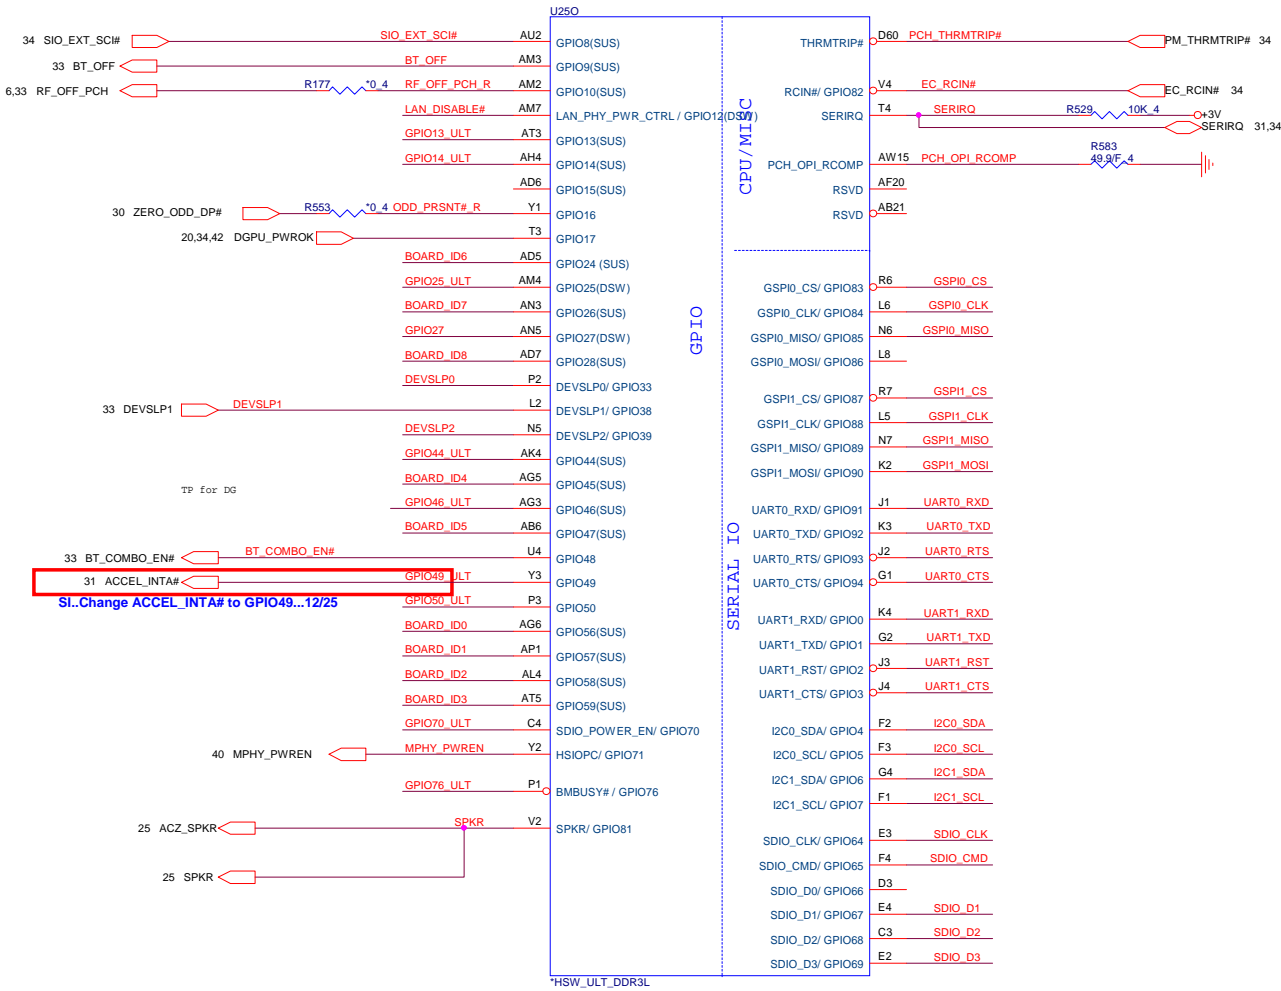 U25O
34 SIO_EXT_SCI# SIO_EXT_SCI# AU2 GPIO8(SUS)
33 BT_OFF BT_OFF AM3 GPIO9(SUS)
6,33 RF_OFF_PCH R177 *0_4 RF_OFF_PCH_R AM2 GPIO10(SUS)
LAN_DISABLE# AM7 LAN_PHY_PWR_CTRL / GPIO12(DSW)
GPIO13_ULT AT3 GPIO13(SUS)
GPIO14_ULT AH4 GPIO14(SUS)
AD6 GPIO15(SUS)
30 ZERO_ODD_DP# R553 *0_4 ODD_PRSNT#_R Y1 GPIO16
20,34,42 DGPU_PWROK T3 GPIO17
BOARD_ID6 AD5 GPIO24 (SUS)
GPIO25_ULT AM4 GPIO25(DSW)
BOARD_ID7 AN3 GPIO26(SUS)
GPIO27 AN5 GPIO27(DSW)
BOARD_ID8 AD7 GPIO28(SUS)
DEVSLP0 P2 DEVSLP0/ GPIO33
33 DEVSLP1 DEVSLP1 L2 DEVSLP1/ GPIO38
DEVSLP2 N5 DEVSLP2/ GPIO39
GPIO44_ULT AK4 GPIO44(SUS)
BOARD_ID4 AG5 GPIO45(SUS)
TP for DG
GPIO46_ULT AG3 GPIO46(SUS)
BOARD_ID5 AB6 GPIO47(SUS)
33 BT_COMBO_EN# BT_COMBO_EN# U4 GPIO48
31 ACCEL_INTA# GPIO49_ULT Y3 GPIO49
SI..Change ACCEL_INTA# to GPIO49...12/25
GPIO50_ULT P3 GPIO50
BOARD_ID0 AG6 GPIO56(SUS)
BOARD_ID1 AP1 GPIO57(SUS)
BOARD_ID2 AL4 GPIO58(SUS)
BOARD_ID3 AT5 GPIO59(SUS)
GPIO70_ULT C4 SDIO_POWER_EN/ GPIO70
40 MPHY_PWREN MPHY_PWREN Y2 HSIOPC/ GPIO71
GPIO76_ULT P1 BMBUSY# / GPIO76
25 ACZ_SPKR SPKR V2 SPKR/ GPIO81
25 SPKR
GPIO
CPU/MISC
SERIAL IO
THRMTRIP# D60 PCH_THRMTRIP# PM_THRMTRIP# 34
RCIN#/ GPIO82 V4 EC_RCIN# EC_RCIN# 34
SERIRQ T4 SERIRQ R529 10K_4 +3V
SERIRQ 31,34
PCH_OPI_RCOMP AW15 PCH_OPI_RCOMP R583 49.9/F_4
RSVD AF20
RSVD AB21
GSPI0_CS/ GPIO83 R6 GSPI0_CS
GSPI0_CLK/ GPIO84 L6 GSPI0_CLK
GSPI0_MISO/ GPIO85 N6 GSPI0_MISO
GSPI0_MOSI/ GPIO86 L8
GSPI1_CS/ GPIO87 R7 GSPI1_CS
GSPI1_CLK/ GPIO88 L5 GSPI1_CLK
GSPI1_MISO/ GPIO89 N7 GSPI1_MISO
GSPI1_MOSI/ GPIO90 K2 GSPI1_MOSI
UART0_RXD/ GPIO91 J1 UART0_RXD
UART0_TXD/ GPIO92 K3 UART0_TXD
UART0_RTS/ GPIO93 J2 UART0_RTS
UART0_CTS/ GPIO94 G1 UART0_CTS
UART1_RXD/ GPIO0 K4 UART1_RXD
UART1_TXD/ GPIO1 G2 UART1_TXD
UART1_RST/ GPIO2 J3 UART1_RST
UART1_CTS/ GPIO3 J4 UART1_CTS
I2C0_SDA/ GPIO4 F2 I2C0_SDA
I2C0_SCL/ GPIO5 F3 I2C0_SCL
I2C1_SDA/ GPIO6 G4 I2C1_SDA
I2C1_SCL/ GPIO7 F1 I2C1_SCL
SDIO_CLK/ GPIO64 E3 SDIO_CLK
SDIO_CMD/ GPIO65 F4 SDIO_CMD
SDIO_D0/ GPIO66 D3
SDIO_D1/ GPIO67 E4 SDIO_D1
SDIO_D2/ GPIO68 C3 SDIO_D2
SDIO_D3/ GPIO69 E2 SDIO_D3
*HSW_ULT_DDR3L